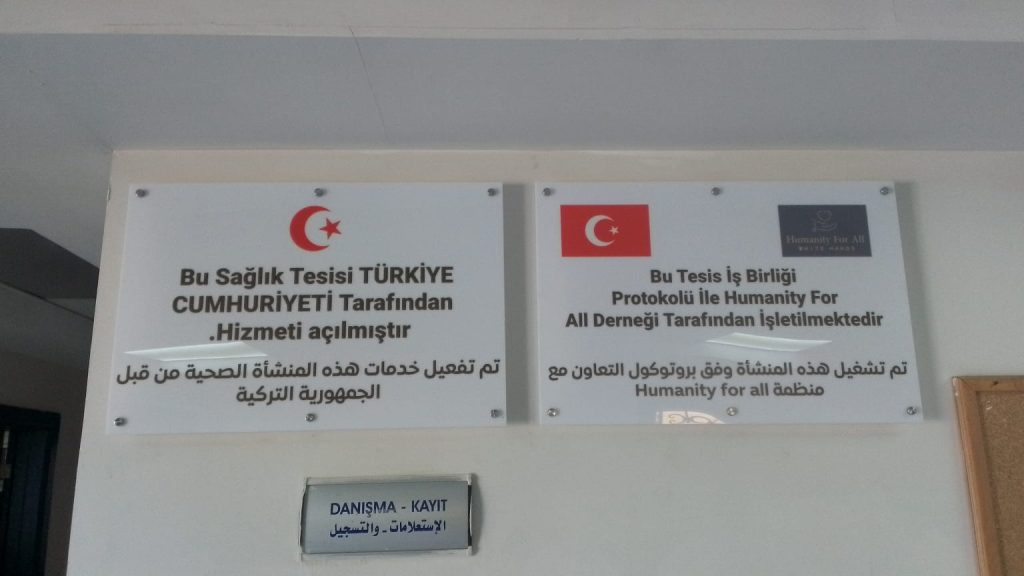 Bu Sağlık Tesisi TÜRKİYE
CUMHURİYETİ Tarafından
.Hizmeti açılmıştır
تم تفعيل خدمات هذه المنشأة الصحية من قبل
الجمهورية التركية
Humanity For All
WHITE HANDS
Bu Tesis İş Birliği
Protokolü İle Humanity For
All Derneği Tarafından İşletilmektedir
تم تشغيل هذه المنشأة وفق بروتوكول التعاون مع
منظمة Humanity for all
DANIŞMA - KAYIT
الإستعلامات - والتسجيل